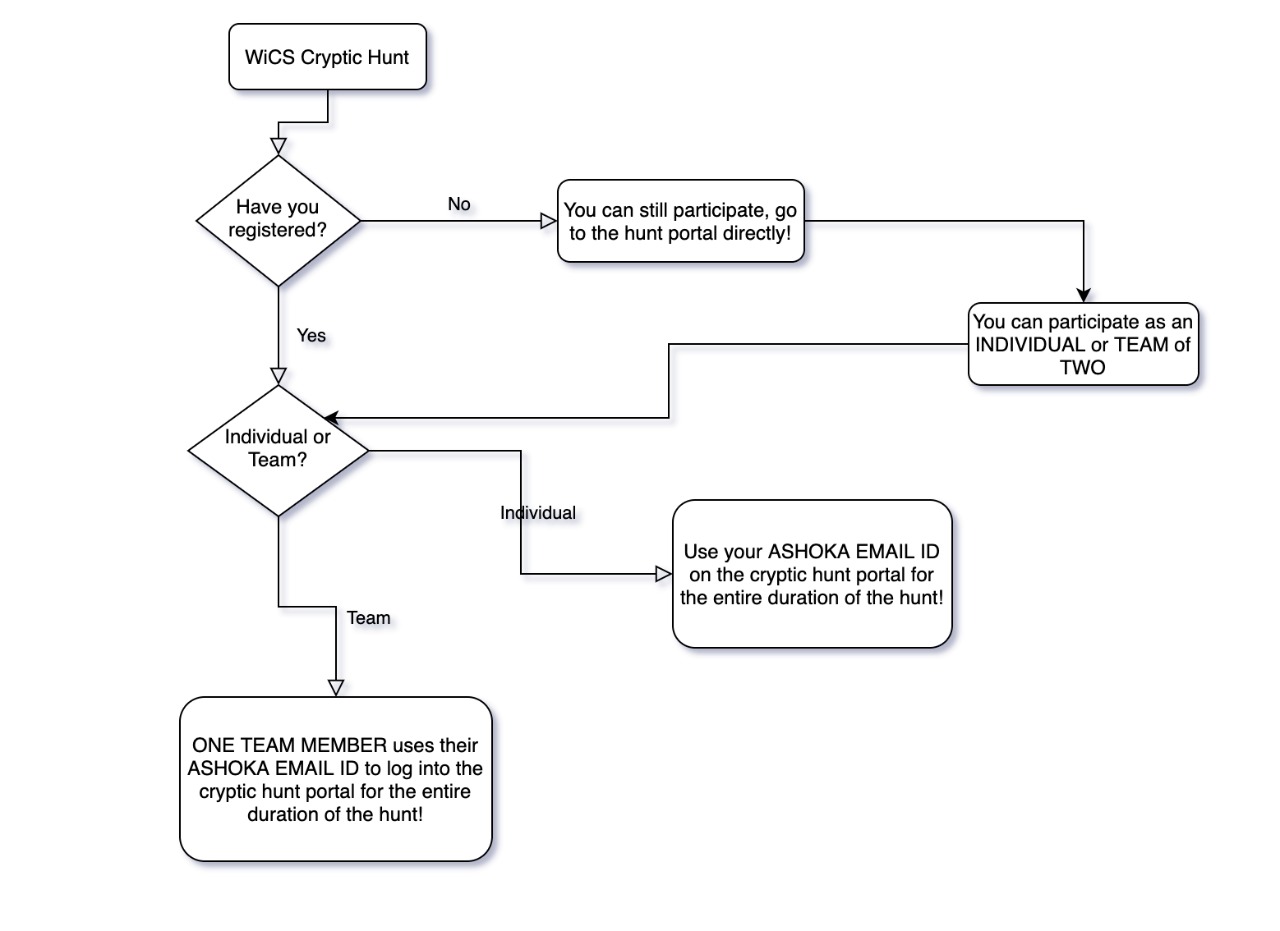 WiCS Cryptic Hunt
Have you
registered?
No
You can still participate, go
to the hunt portal directly!
Yes
You can participate as an
INDIVIDUAL or TEAM of
TWO
Individual or
Team?
Individual
Use your ASHOKA EMAIL ID
on the cryptic hunt portal for
the entire duration of the hunt!
Team
ONE TEAM MEMBER uses their
ASHOKA EMAIL ID to log into the
cryptic hunt portal for the entire
duration of the hunt!